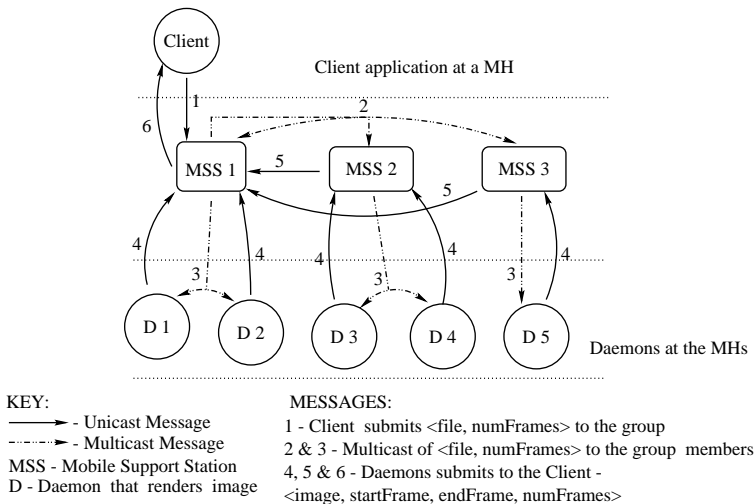 Client
Client application at a MH
1
2
6
MSS 1
5
MSS 2
MSS 3
5
4
4
4
4
4
3
3
3
D 1
D 2
D 3
D 4
D 5
Daemons at the MHs
KEY:
- Unicast Message
- Multicast Message
MSS - Mobile Support Station
D - Daemon that renders image
MESSAGES:
1 - Client submits <file, numFrames> to the group
2 & 3 - Multicast of <file, numFrames> to the group members
4, 5 & 6 - Daemons submits to the Client -
<image, startFrame, endFrame, numFrames>